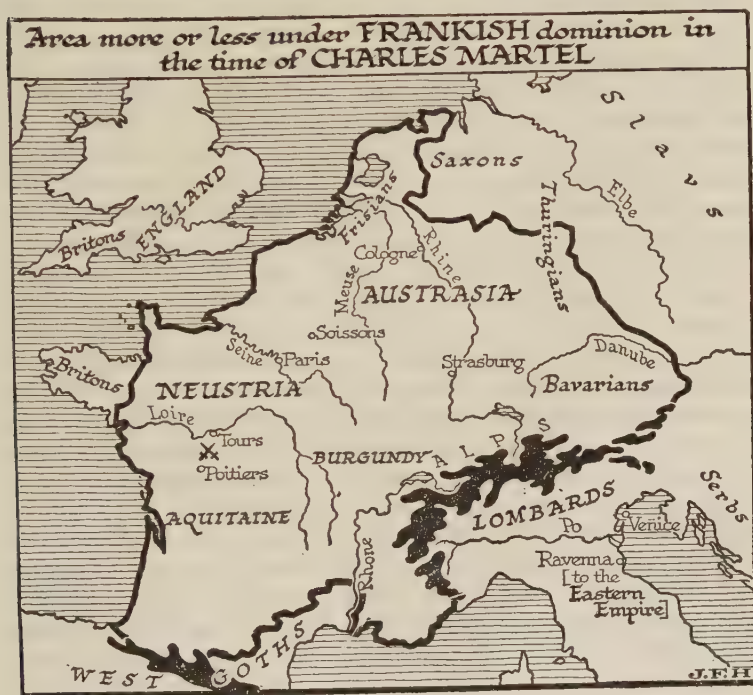 Area more or less under FRANKISH dominion in
the time of CHARLES MARTEL
Slavs
Saxons
Elbe
ENGLAND
Britons
Frisians
Thuringians
Cologne
Rhine
Meuse
AUSTRASIA
Soissons
Seine
Paris
Strasburg
Danube
Britons
NEUSTRIA
Bavarians
Loire
Tours
Poitiers
BURGUNDY
ALPS
AQUITAINE
LOMBARDS
Serbs
Po
Venice
Rhone
Ravenna
[to the
Eastern
Empire]
WEST GOTHS
J.F.H